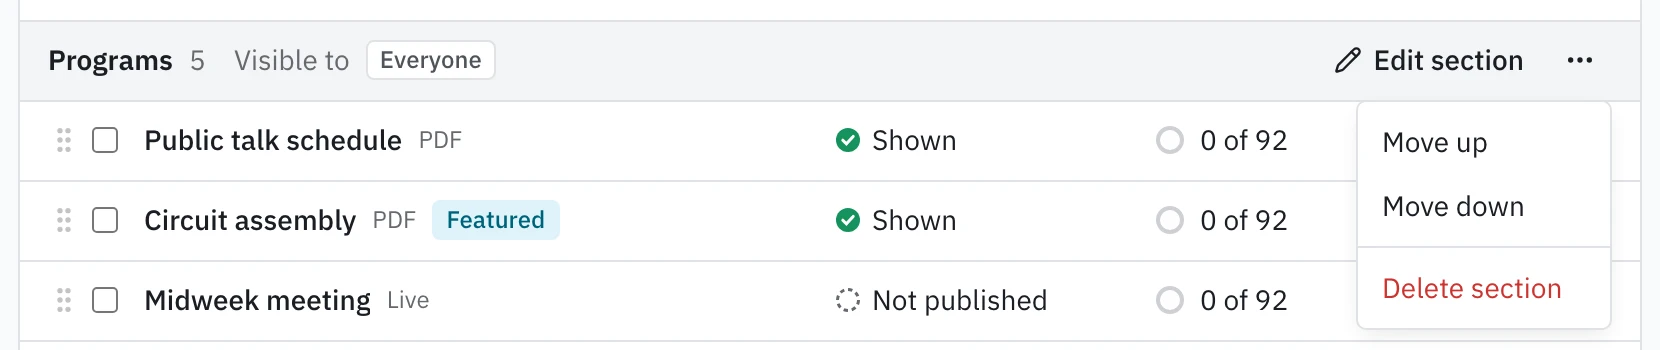 Programs 5 Visible to Everyone Edit section
Public talk schedule PDF Shown 0 of 92
Move up
Circuit assembly PDF Featured Shown 0 of 92
Move down
Midweek meeting Live Not published 0 of 92
Delete section